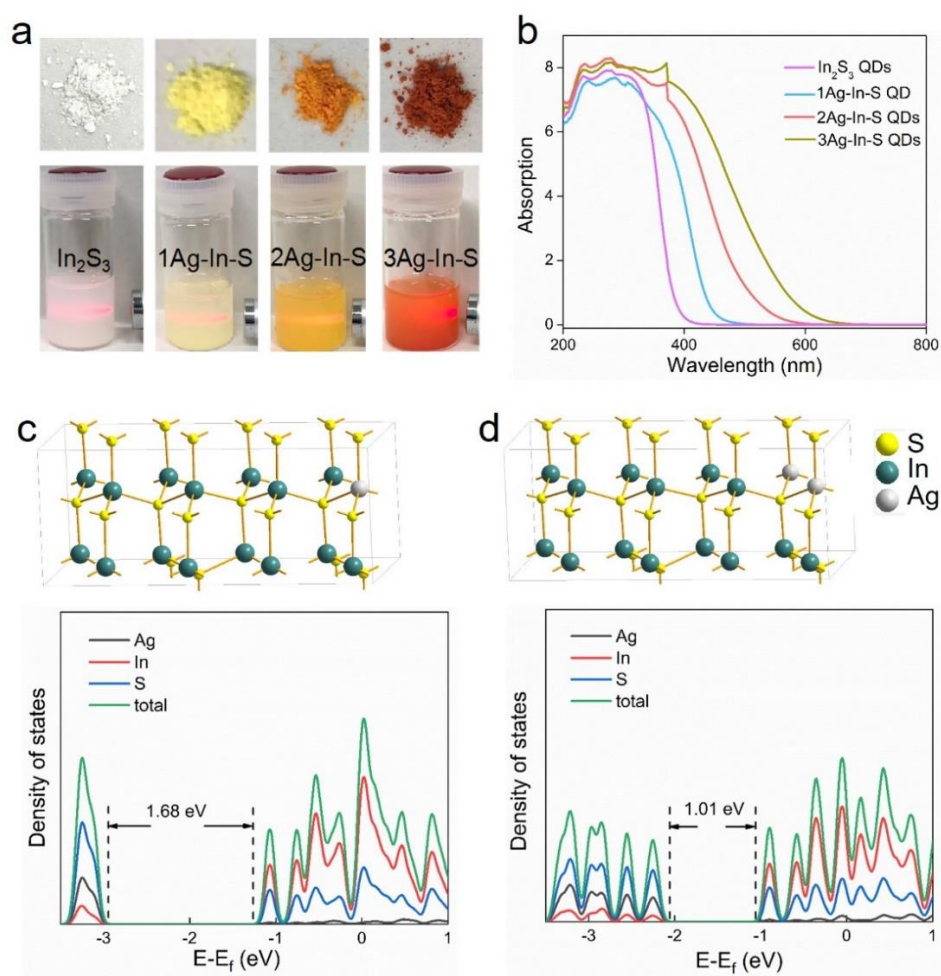 a
In₂S₃
1Ag-In-S
2Ag-In-S
3Ag-In-S
b
In₂S₃ QDs
1Ag-In-S QD
2Ag-In-S QDs
3Ag-In-S QDs
8
6
4
2
0
Absorption
200
400
600
800
Wavelength (nm)
c
d
S
In
Ag
Ag
In
S
total
1.68 eV
Density of states
-3
-2
-1
0
1
E-E_f (eV)
Ag
In
S
total
1.01 eV
Density of states
-3
-2
-1
0
1
E-E_f (eV)